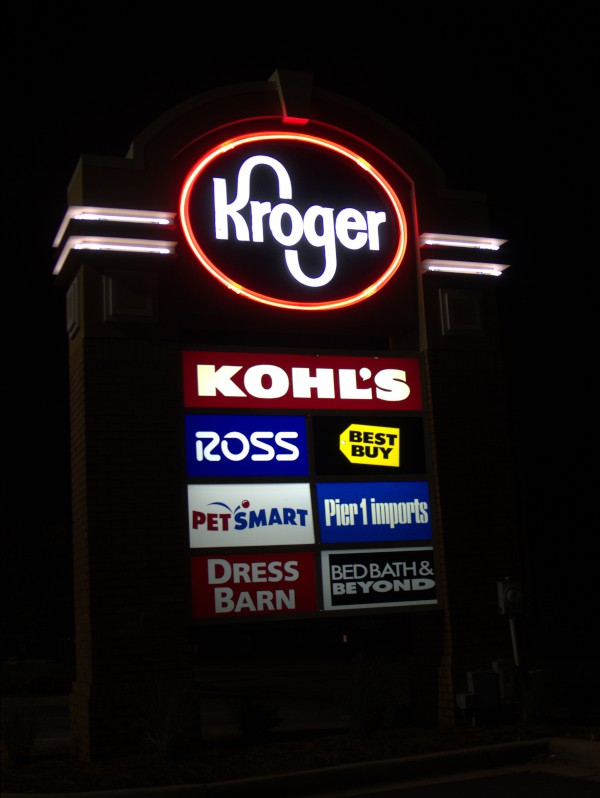 Kroger
KOHL'S
ROSS
BEST
BUY
PETSMART
Pier 1 imports
DRESS
BARN
BED BATH &
BEYOND